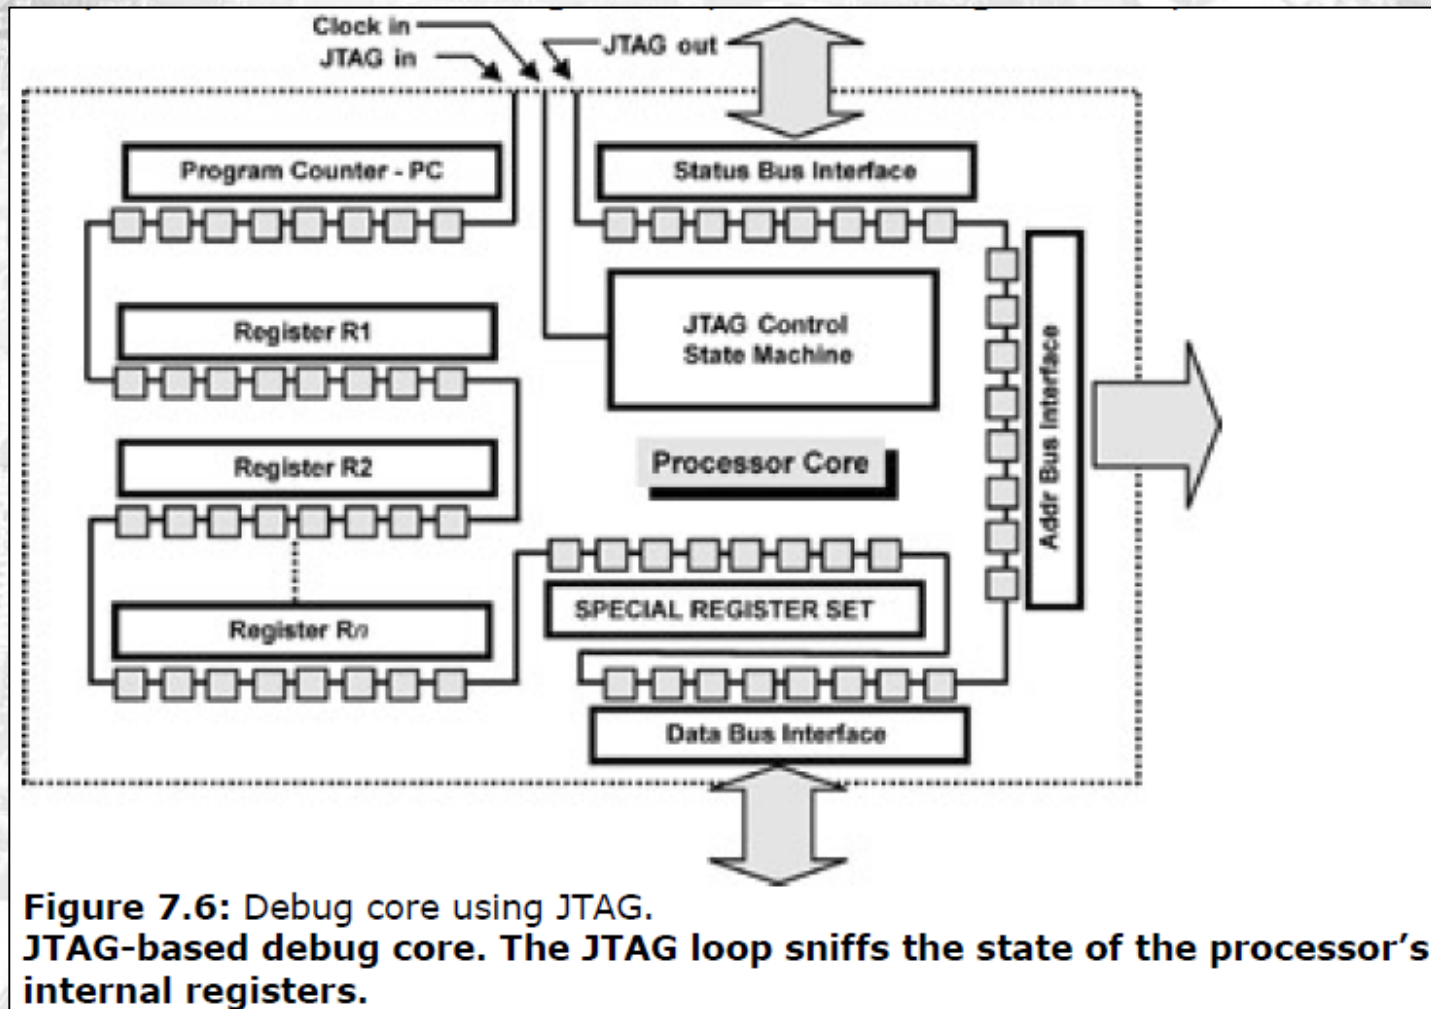 Clock in
JTAG in
JTAG out
Program Counter - PC
Status Bus Interface
Register R1
JTAG Control
State Machine
Addr Bus Interface
Register R2
Processor Core
SPECIAL REGISTER SET
Register Rn
Data Bus Interface
Figure 7.6: Debug core using JTAG.
JTAG-based debug core. The JTAG loop sniffs the state of the processor’s
internal registers.